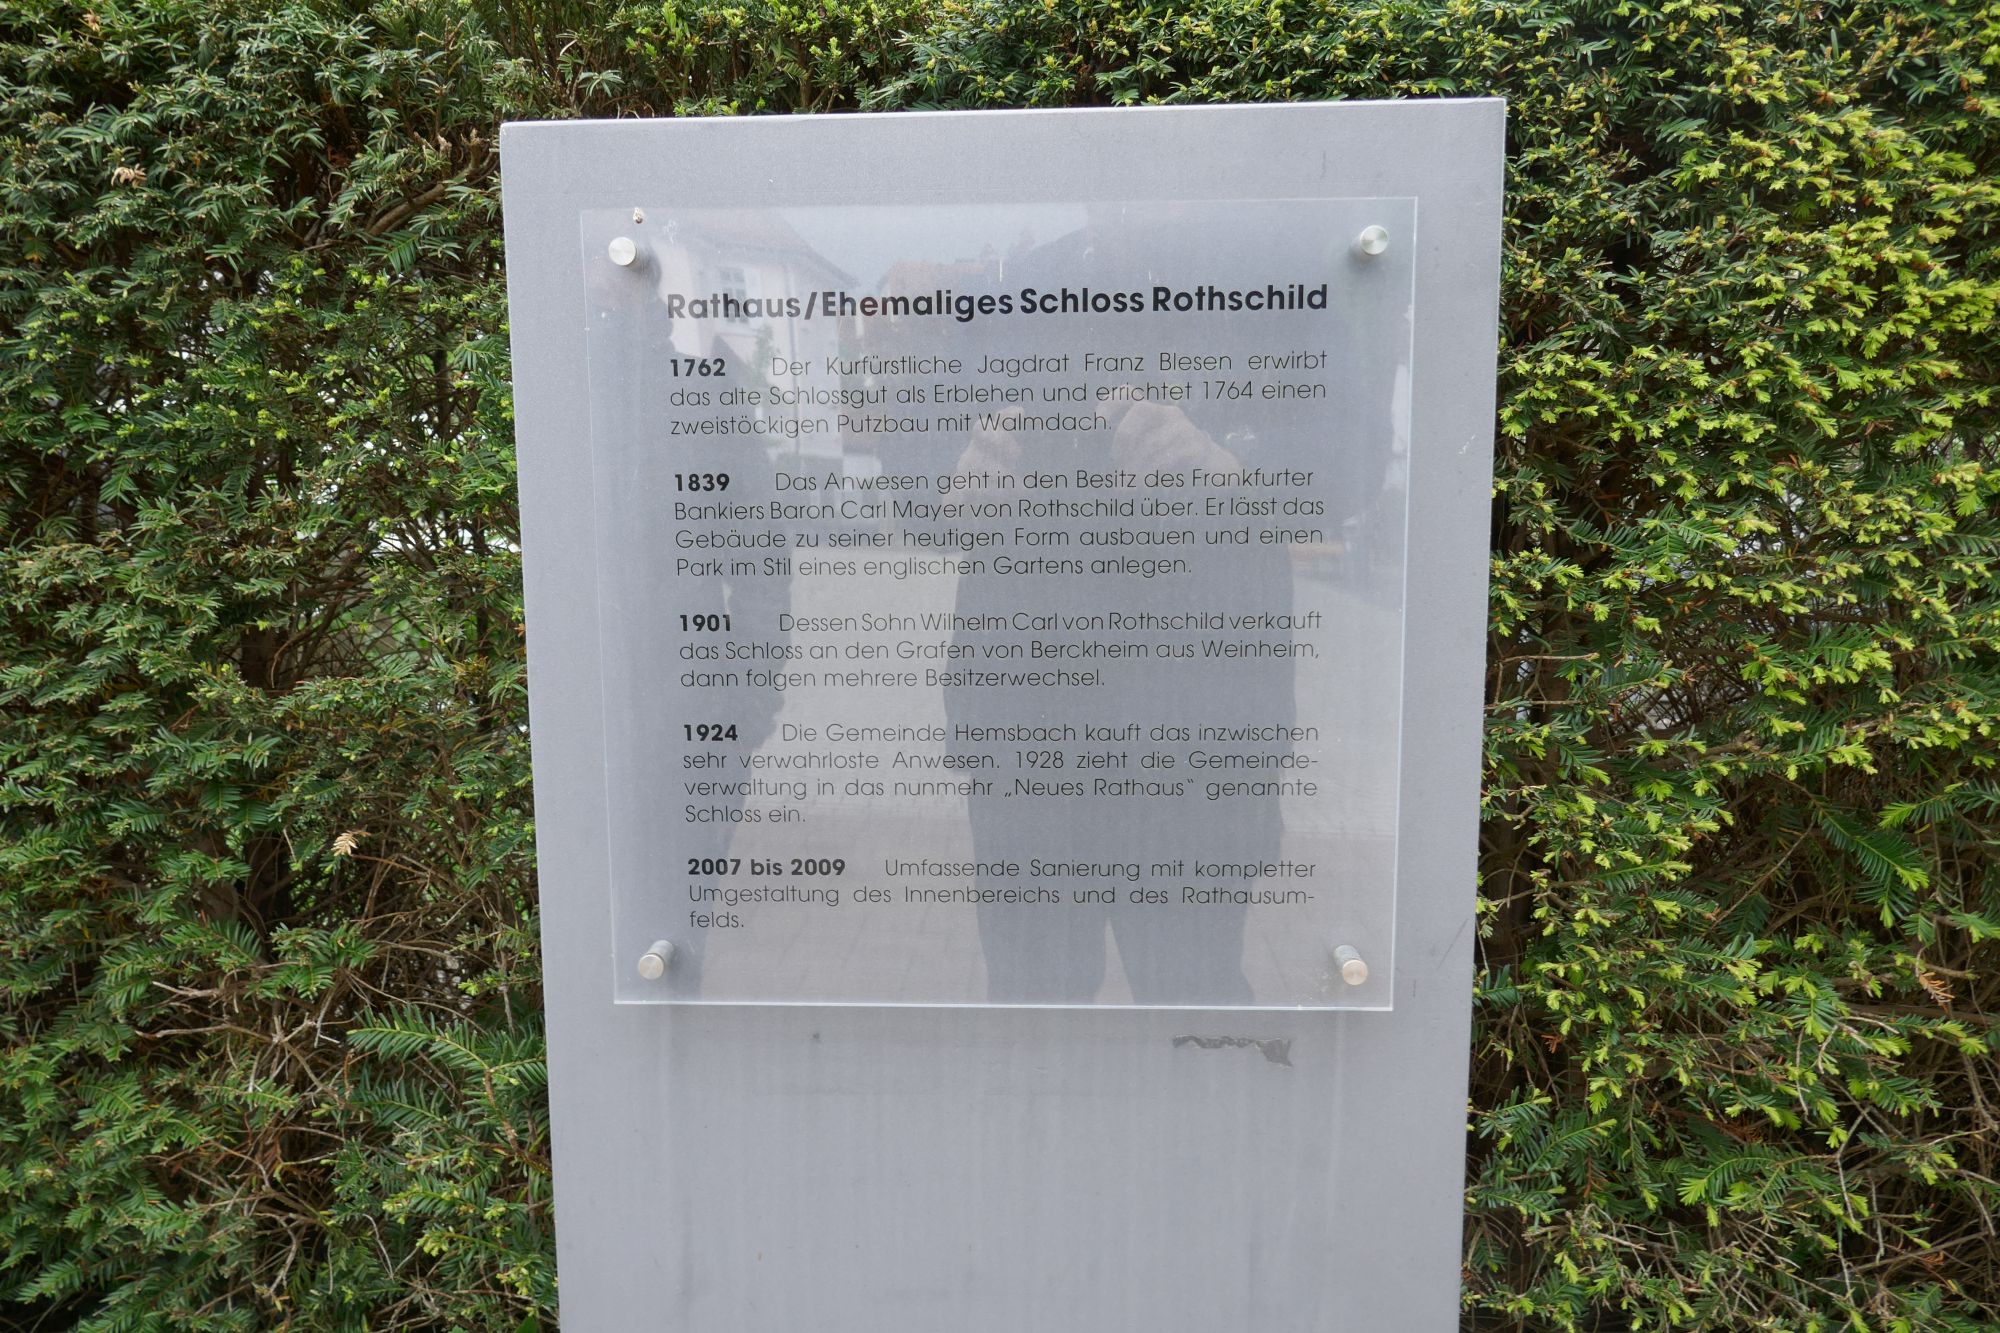 Rathaus/Ehemaliges Schloss Rothschild
1762 Der Kurfürstliche Jagdrat Franz Blesen erwirbt
das alte Schlossgut als Erblehen und errichtet 1764 einen
zweistöckigen Putzbau mit Walmdach.
1839 Das Anwesen geht in den Besitz des Frankfurter
Bankiers Baron Carl Mayer von Rothschild über. Er lässt das
Gebäude zu seiner heutigen Form ausbauen und einen
Park im Stil eines englischen Gartens anlegen.
1901 Dessen Sohn Wilhelm Carl von Rothschild verkauft
das Schloss an den Grafen von Berckheim aus Weinheim,
dann folgen mehrere Besitzerwechsel.
1924 Die Gemeinde Hemsbach kauft das inzwischen
sehr verwahrloste Anwesen. 1928 zieht die Gemeinde-
verwaltung in das nunmehr „Neues Rathaus“ genannte
Schloss ein.
2007 bis 2009 Umfassende Sanierung mit kompletter
Umgestaltung des Innenbereichs und des Rathausum-
felds.